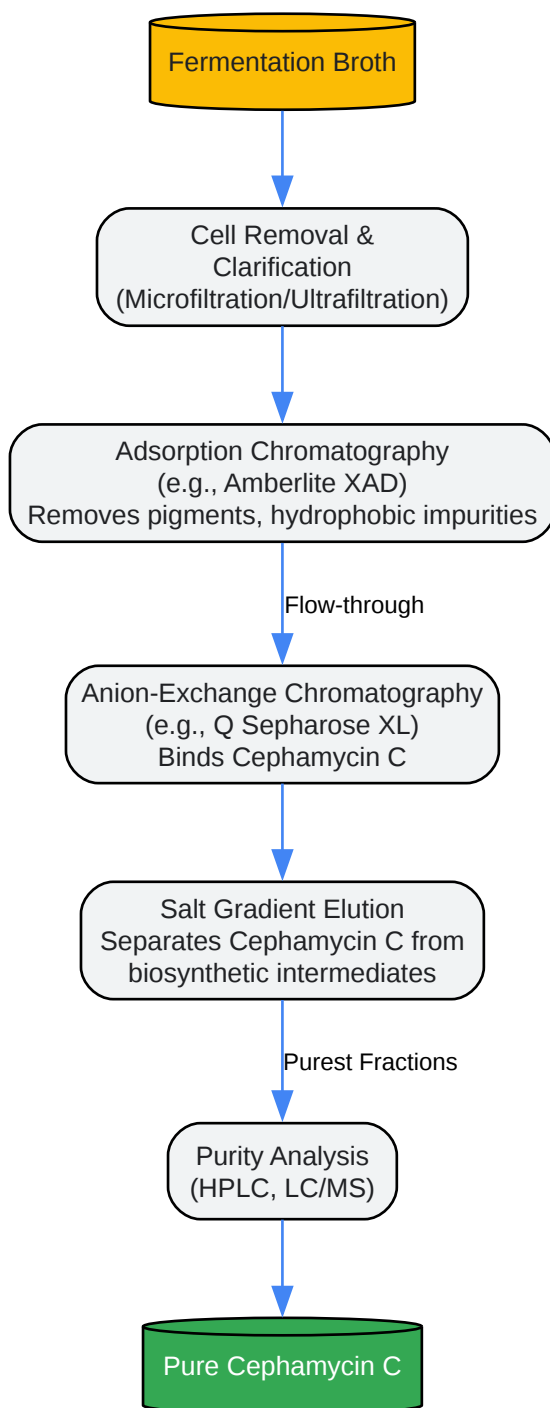 Fermentation Broth
Cell Removal &
Clarification
(Microfiltration/Ultrafiltration)
Adsorption Chromatography
(e.g., Amberlite XAD)
Removes pigments, hydrophobic impurities
Flow-through
Anion-Exchange Chromatography
(e.g., Q Sepharose XL)
Binds Cephamycin C
Salt Gradient Elution
Separates Cephamycin C from
biosynthetic intermediates
Purest Fractions
Purity Analysis
(HPLC, LC/MS)
Pure Cephamycin C